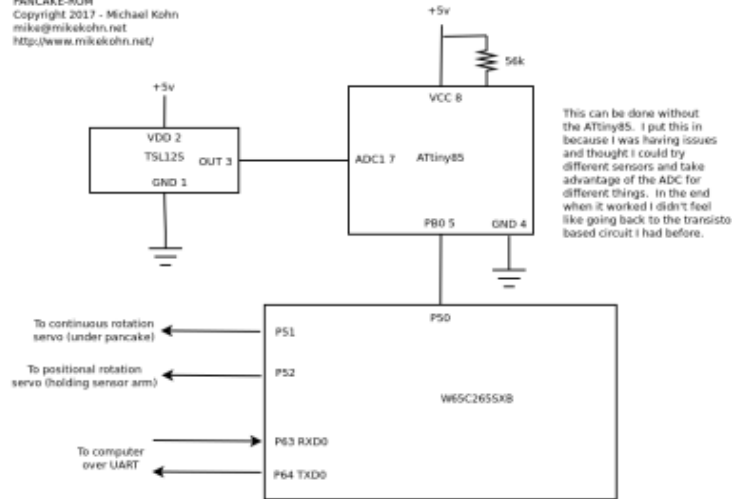 PANCAKE-ROM
Copyright 2017 - Michael Kohn
mike@mikekohn.net
http://www.mikekohn.net/
+5v
56k
+5v
VCC 8
VDD 2
TSL125
OUT 3
GND 1
ADC1 7
ATtiny85
PB0 5
GND 4
This can be done without
the ATtiny85. I put this in
because I was having issues
and thought I could try
different sensors and take
advantage of the ADC for
different things. In the end
when it worked I didn't feel
like going back to the transisto
based circuit I had before.
P50
To continuous rotation
servo (under pancake)
P51
To positional rotation
servo (holding sensor arm)
P52
W65C265SXB
To computer
over UART
P63 RXD0
P64 TXD0